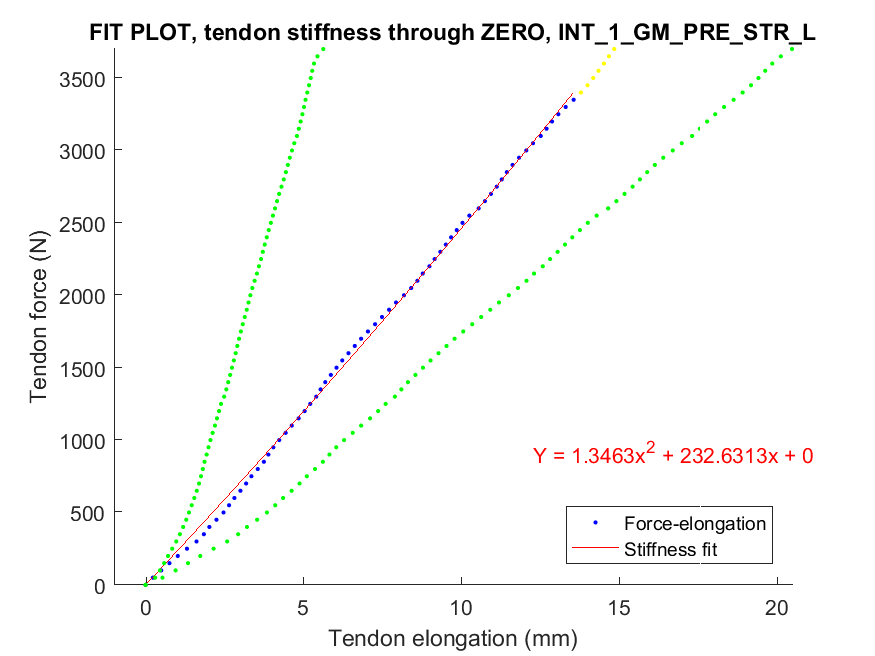 FIT PLOT, tendon stiffness through ZERO, INT_1_GM_PRE_STR_L
3500
3000
2500
2000
1500
1000
500
0
Tendon force (N)
Y = 1.3463x² + 232.6313x + 0
Force-elongation
Stiffness fit
0 5 10 15 20
Tendon elongation (mm)